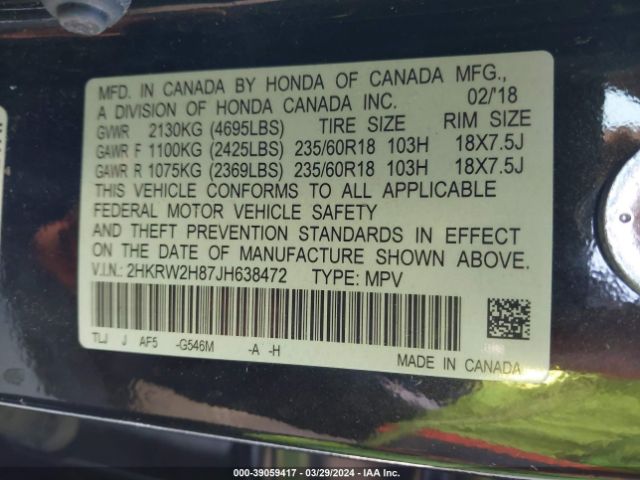 MFD. IN CANADA BY HONDA OF CANADA MFG.,
A DIVISION OF HONDA CANADA INC. 02/'18
GVWR 2130KG (4695LBS) TIRE SIZE RIM SIZE
GAWR F 1100KG (2425LBS) 235/60R18 103H 18X7.5J
GAWR R 1075KG (2369LBS) 235/60R18 103H 18X7.5J
THIS VEHICLE CONFORMS TO ALL APPLICABLE
FEDERAL MOTOR VEHICLE SAFETY
AND THEFT PREVENTION STANDARDS IN EFFECT
ON THE DATE OF MANUFACTURE SHOWN ABOVE.
V.I.N.: 2HKRW2H87JH638472 TYPE: MPV
TLJ J AF5 -G546M -A -H
MADE IN CANADA
000-39059417 - 03/29/2024 - IAA Inc.